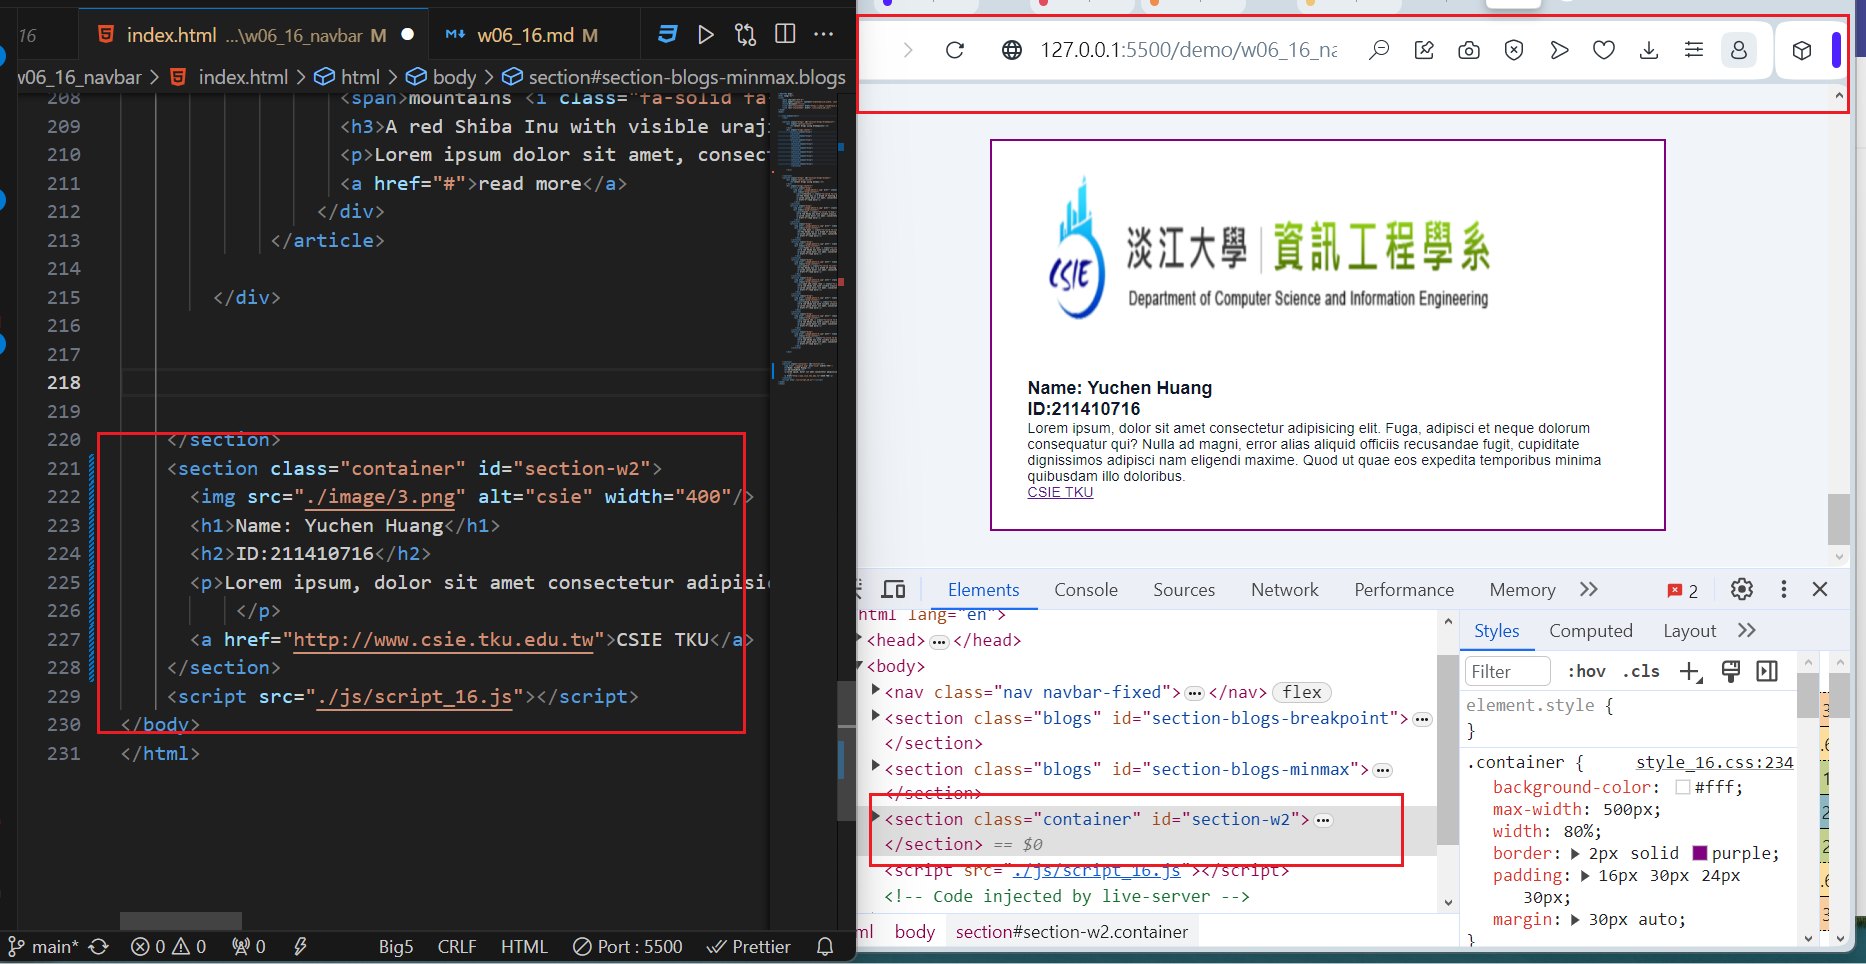 16
index.html ...\w06_16_navbar M
w06_16.md M
w06_16_navbar > index.html > html > body > section#section-blogs-minmax.blogs
208 <span>mountains <i class="fa-solid fa
209 <h3>A red Shiba Inu with visible uraji
210 <p>Lorem ipsum dolor sit amet, consect
211 <a href="#">read more</a>
212 </div>
213 </article>
214
215 </div>
216
217
218
219
220 </section>
221 <section class="container" id="section-w2">
222 <img src="./image/3.png" alt="csie" width="400"/>
223 <h1>Name: Yuchen Huang</h1>
224 <h2>ID:211410716</h2>
225 <p>Lorem ipsum, dolor sit amet consectetur adipisic
226 </p>
227 <a href="http://www.csie.tku.edu.tw">CSIE TKU</a>
228 </section>
229 <script src="./js/script_16.js"></script>
230 </body>
231 </html>
main* 0 0 0 Big5 CRLF HTML Port : 5500 Prettier
127.0.0.1:5500/demo/w06_16_na
CSIE
淡江大學 | 資訊工程學系
Department of Computer Science and Information Engineering
Name: Yuchen Huang
ID:211410716
Lorem ipsum, dolor sit amet consectetur adipisicing elit. Fuga, adipisci et neque dolorum
consequatur qui? Nulla ad magni, error alias aliquid officiis recusandae fugit, cupiditate
dignissimos adipisci nam eligendi maxime. Quod ut quae eos expedita temporibus minima
quibusdam illo doloribus.
CSIE TKU
Elements Console Sources Network Performance Memory 2
html lang="en">
<head> ••• </head>
<body>
<nav class="nav navbar-fixed"> ••• </nav> flex
<section class="blogs" id="section-blogs-breakpoint"> •••
</section>
<section class="blogs" id="section-blogs-minmax"> •••
</section>
<section class="container" id="section-w2"> •••
</section> == $0
<script src="./js/script_16.js"></script>
<!-- Code injected by live-server -->
ml body section#section-w2.container
Styles Computed Layout
Filter :hov .cls
element.style {
}
.container { style_16.css:234
background-color: #fff;
max-width: 500px;
width: 80%;
border: 2px solid purple;
padding: 16px 30px 24px
30px;
margin: 30px auto;
}